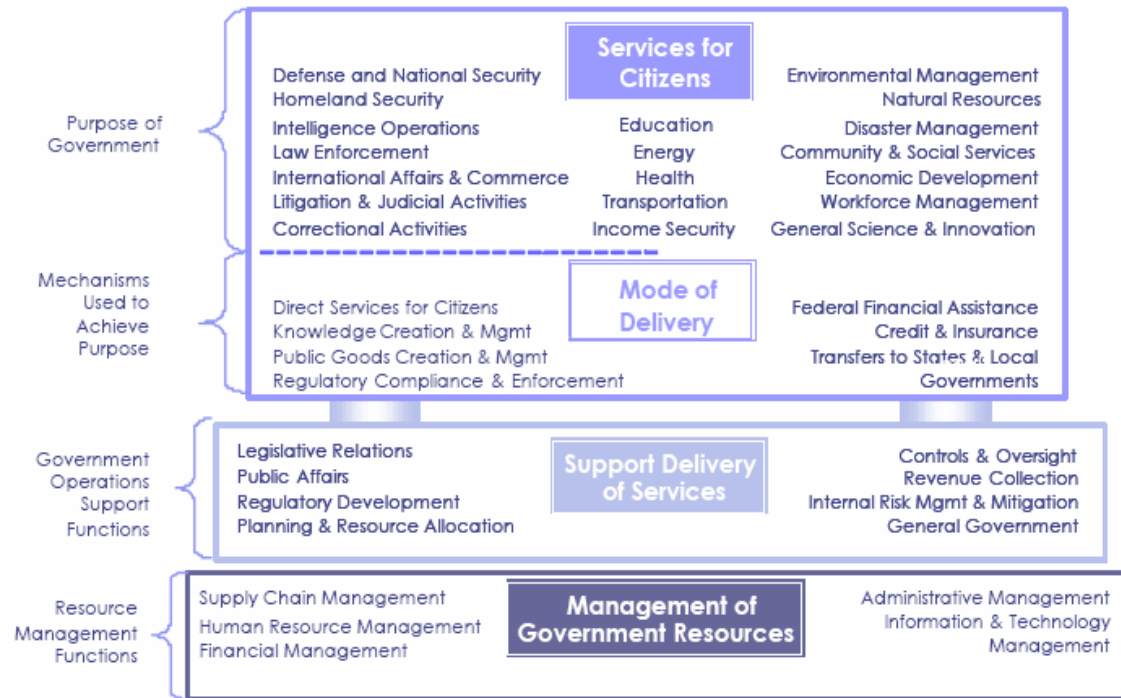 Purpose of
Government
Services for
Citizens
Defense and National Security
Homeland Security
Intelligence Operations
Law Enforcement
International Affairs & Commerce
Litigation & Judicial Activities
Correctional Activities
Education
Energy
Health
Transportation
Income Security
Environmental Management
Natural Resources
Disaster Management
Community & Social Services
Economic Development
Workforce Management
General Science & Innovation
Mechanisms
Used to
Achieve
Purpose
Mode of
Delivery
Direct Services for Citizens
Knowledge Creation & Mgmt
Public Goods Creation & Mgmt
Regulatory Compliance & Enforcement
Federal Financial Assistance
Credit & Insurance
Transfers to States & Local
Governments
Government
Operations
Support
Functions
Support Delivery
of Services
Legislative Relations
Public Affairs
Regulatory Development
Planning & Resource Allocation
Controls & Oversight
Revenue Collection
Internal Risk Mgmt & Mitigation
General Government
Resource
Management
Functions
Management of
Government Resources
Supply Chain Management
Human Resource Management
Financial Management
Administrative Management
Information & Technology
Management